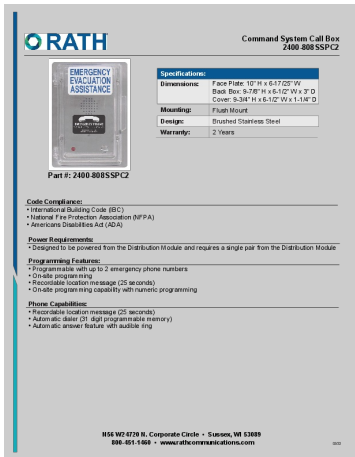 RATH®
Command System Call Box
2400-808SSPC2
EMERGENCY
EVACUATION
ASSISTANCE
Part #: 2400-808SSPC2
Specifications:
Dimensions: Face Plate: 10" H x 6-17/25" W
Back Box: 9-7/8" H x 6-1/2" W x 3" D
Cover: 9-3/4" H x 6-1/2" W x 1-1/4" D
Mounting: Flush Mount
Design: Brushed Stainless Steel
Warranty: 2 Years
Code Compliance:
• International Building Code (IBC)
• National Fire Protection Association (NFPA)
• Americans Disabilities Act (ADA)
Power Requirements:
• Designed to be powered from the Distribution Module and requires a single pair from the Distribution Module
Programming Features:
• Programmable with up to 2 emergency phone numbers
• On-site programming
• Recordable location message (25 seconds)
• On-site programming capability with numeric programming
Phone Capabilities:
• Recordable location message (25 seconds)
• Automatic dialer (31 digit programmable memory)
• Automatic answer feature with audible ring
N56 W24720 N. Corporate Circle • Sussex, WI 53089
800-451-1460 • www.rathcommunications.com